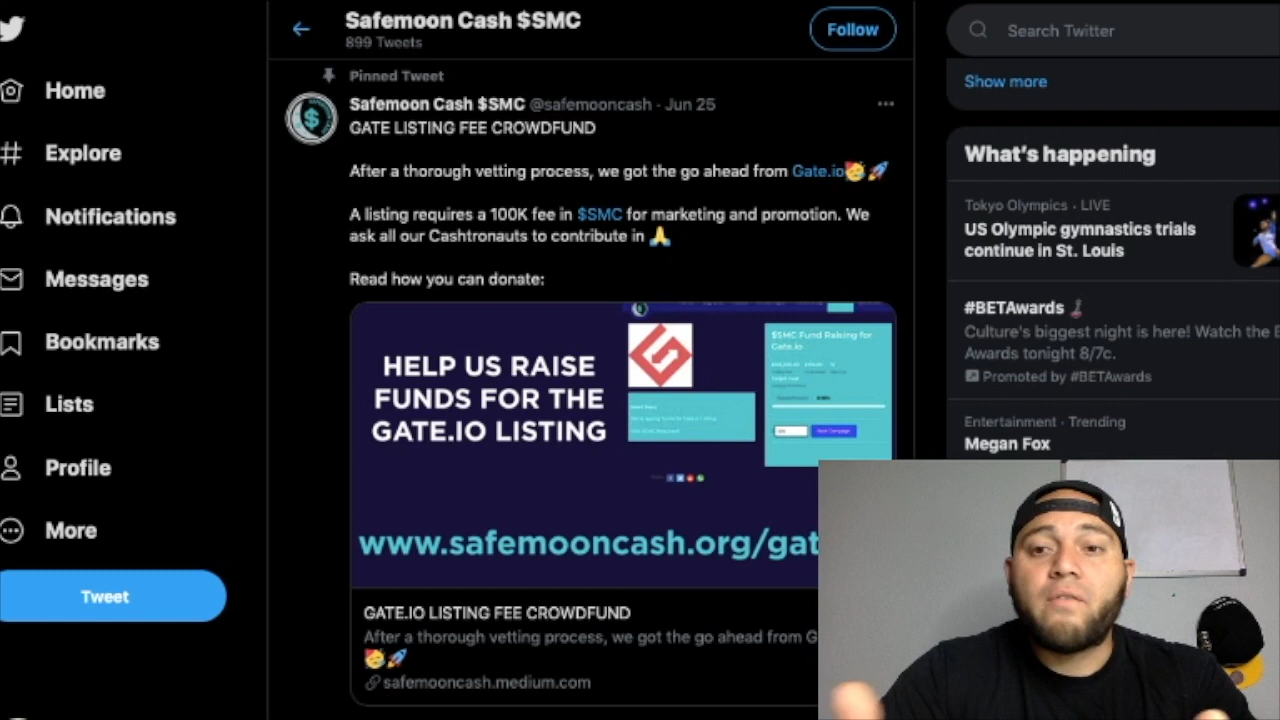 Safemoon Cash $SMC
899 Tweets
Follow
Search Twitter
Show more
Home
Explore
Notifications
Messages
Bookmarks
Lists
Profile
More
Tweet
Pinned Tweet
Safemoon Cash $SMC @safemooncash · Jun 25
GATE LISTING FEE CROWDFUND
After a thorough vetting process, we got the go ahead from Gate.io🥳🚀
A listing requires a 100K fee in $SMC for marketing and promotion. We
ask all our Cashtronauts to contribute in 🙏
Read how you can donate:
HELP US RAISE
FUNDS FOR THE
GATE.IO LISTING
$SMC Fund Raising for
Gate.io
www.safemooncash.org/gat
GATE.IO LISTING FEE CROWDFUND
After a thorough vetting process, we got the go ahead from G
🥳🚀
safemooncash.medium.com
What's happening
Tokyo Olympics · LIVE
US Olympic gymnastics trials
continue in St. Louis
#BETAwards
Culture's biggest night is here! Watch the
Awards tonight 8/7c.
Promoted by #BETAwards
Entertainment · Trending
Megan Fox